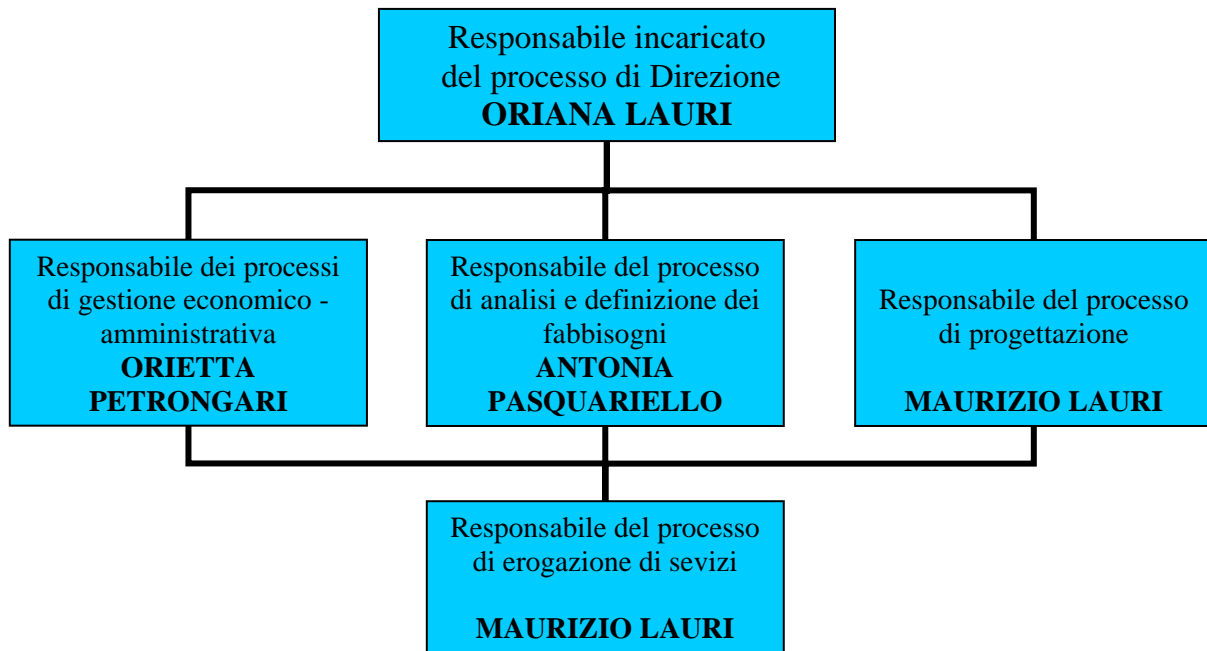 Responsabile incaricato
del processo di Direzione
ORIANA LAURI
Responsabile dei processi
di gestione economico -
amministrativa
ORIETTA
PETRONGARI
Responsabile del processo
di analisi e definizione dei
fabbisogni
ANTONIA
PASQUARIELLO
Responsabile del processo
di progettazione
MAURIZIO LAURI
Responsabile del processo
di erogazione di sevizi
MAURIZIO LAURI